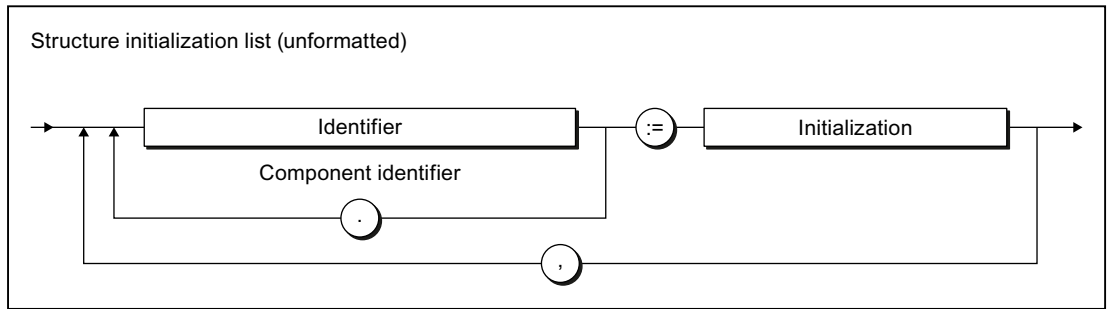 Structure initialization list (unformatted)
Identifier
:=
Initialization
Component identifier
.
,